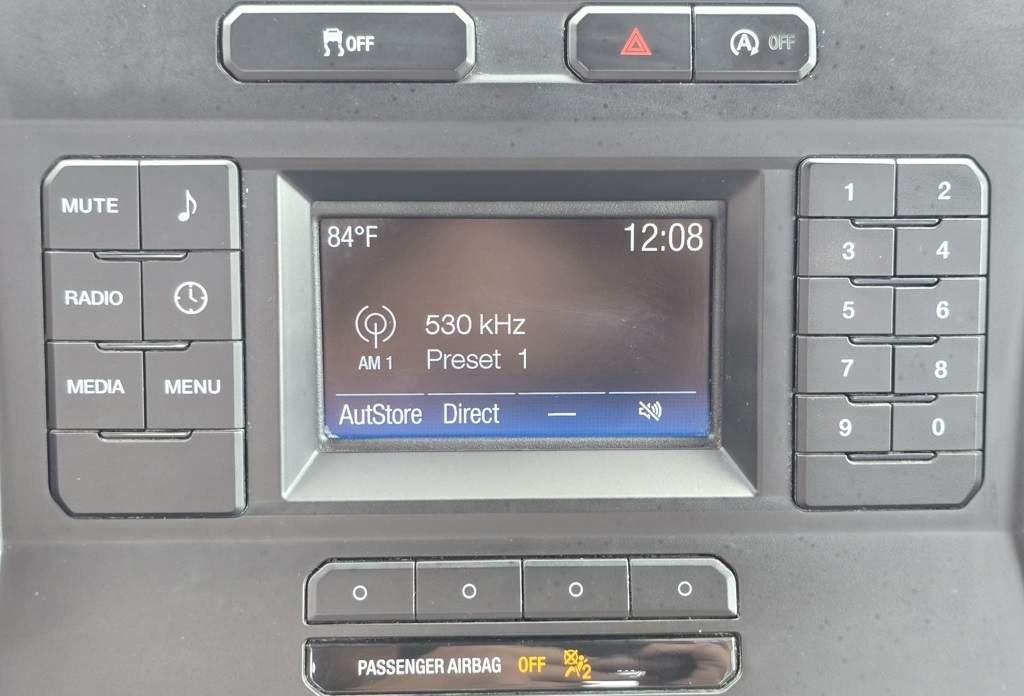 OFF
A OFF
MUTE
RADIO
MEDIA MENU
84°F 12:08
530 kHz
AM 1 Preset 1
AutStore Direct —
1 2
3 4
5 6
7 8
9 0
PASSENGER AIRBAG OFF 2